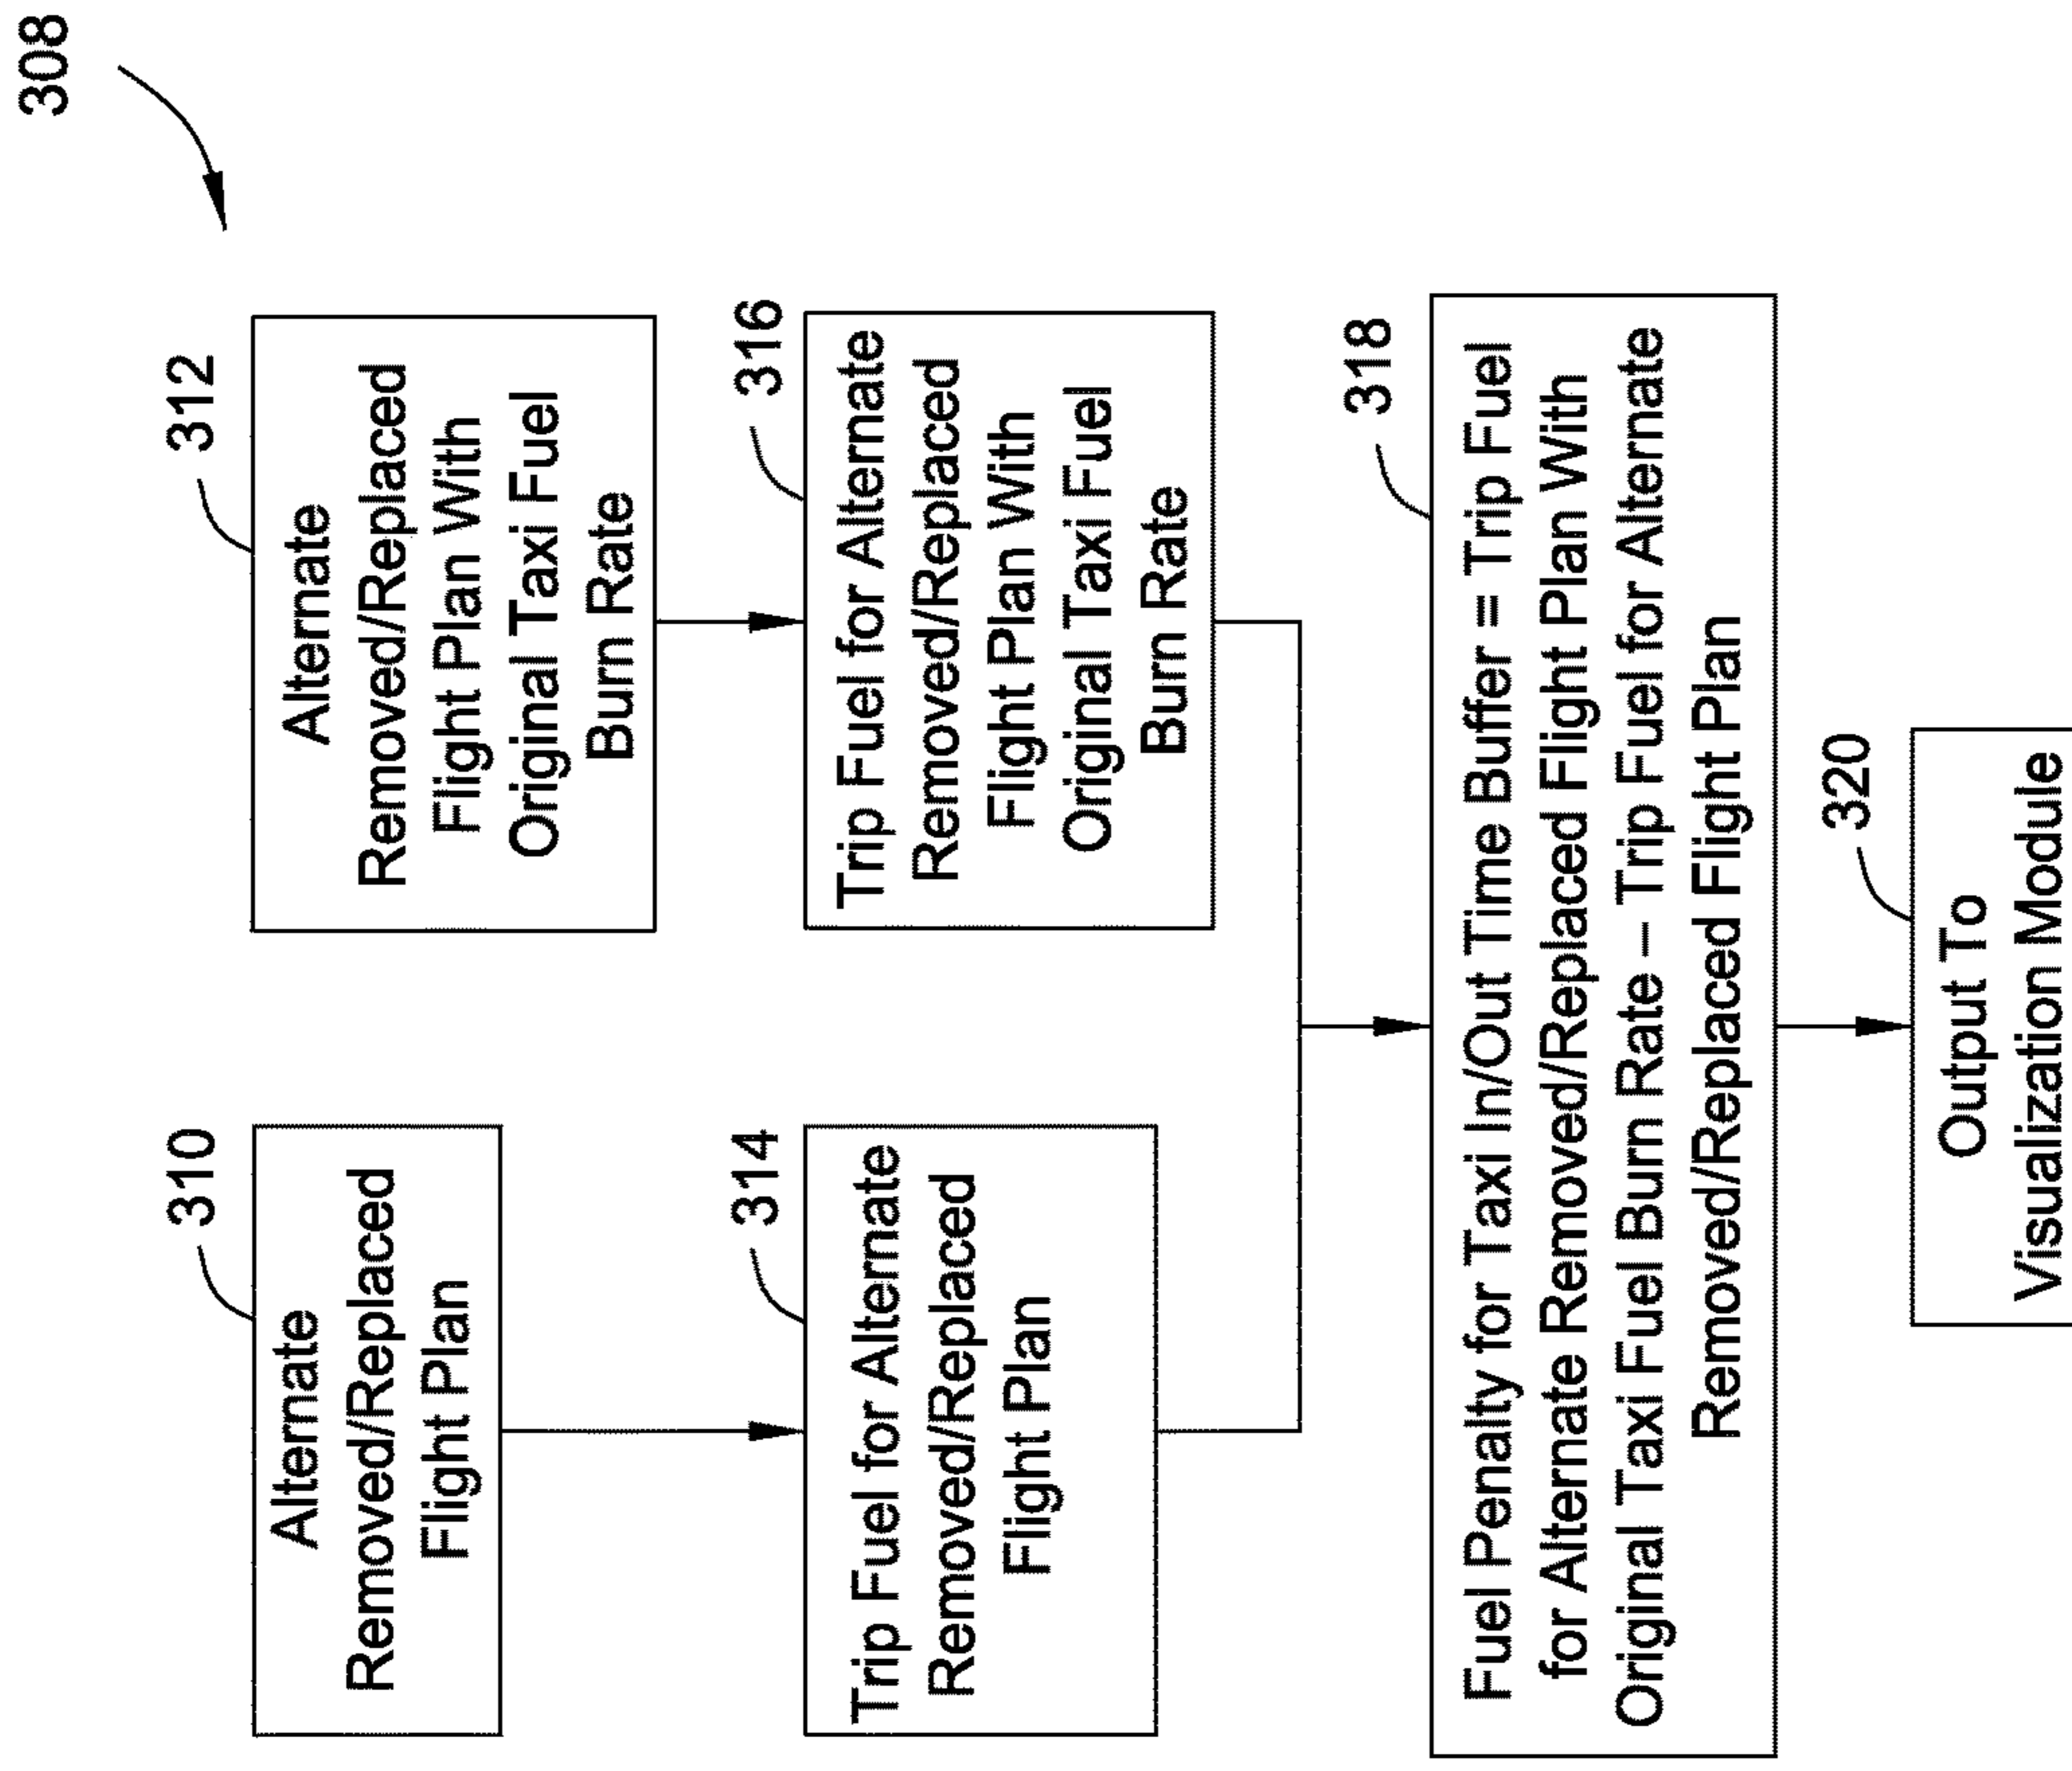 308
310
Alternate
Removed/Replaced
Flight Plan
312
Alternate
Removed/Replaced
Flight Plan With
Original Taxi Fuel
Burn Rate
314
Trip Fuel for Alternate
Removed/Replaced
Flight Plan
316
Trip Fuel for Alternate
Removed/Replaced
Flight Plan With
Original Taxi Fuel
Burn Rate
318
Fuel Penalty for Taxi In/Out Time Buffer = Trip Fuel
for Alternate Removed/Replaced Flight Plan With
Original Taxi Fuel Burn Rate – Trip Fuel for Alternate
Removed/Replaced Flight Plan
320
Output To
Visualization Module